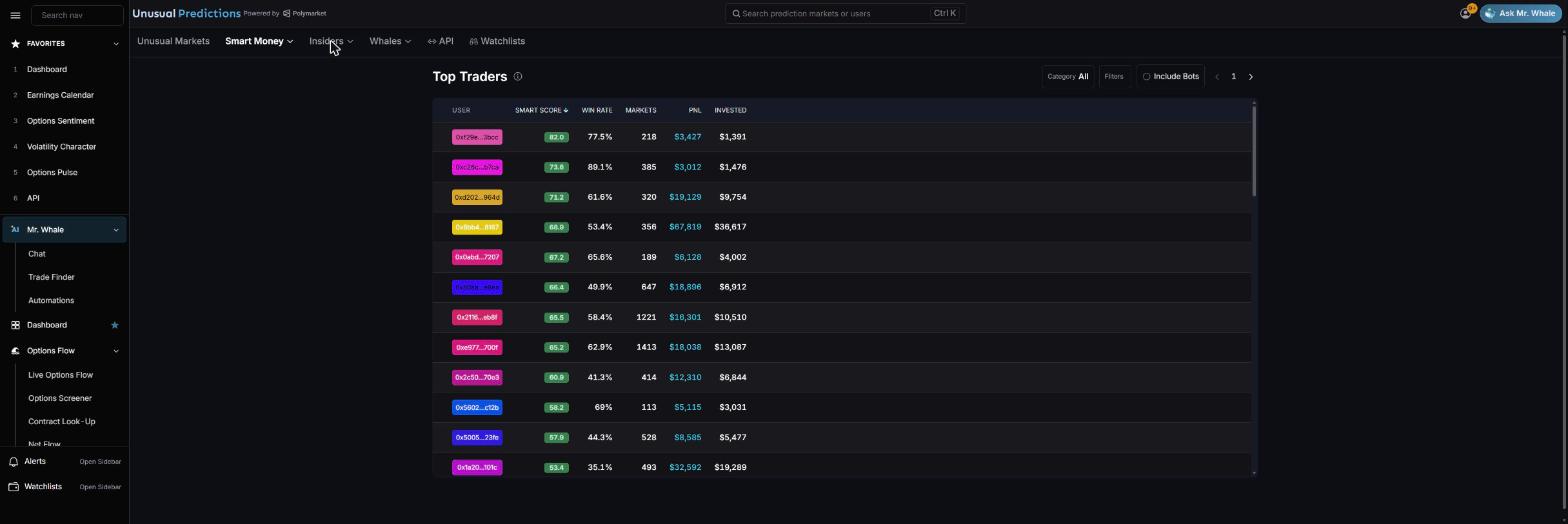 Search nav
Unusual Predictions Powered by Polymarket
Search prediction markets or users Ctrl K
9+
Ask Mr. Whale
Unusual Markets Smart Money Insiders Whales API Watchlists
FAVORITES
1 Dashboard
2 Earnings Calendar
3 Options Sentiment
4 Volatility Character
5 Options Pulse
6 API
AI Mr. Whale
Chat
Trade Finder
Automations
Dashboard
Options Flow
Live Options Flow
Options Screener
Contract Look-Up
Net Flow
Alerts Open Sidebar
Watchlists Open Sidebar
Top Traders
Category All Filters Include Bots 1
USER SMART SCORE WIN RATE MARKETS PNL INVESTED
0xf29e...3bcc 82.0 77.5% 218 $3,427 $1,391
73.6 89.1% 385 $3,012 $1,476
0xd202...964d 71.2 61.6% 320 $19,129 $9,754
68.9 53.4% 356 $67,819 $36,617
0x0abd...7207 67.2 65.6% 189 $6,128 $4,002
66.4 49.9% 647 $18,896 $6,912
0x2116...eb8f 65.5 58.4% 1221 $16,301 $10,510
0xe977...700f 65.2 62.9% 1413 $18,038 $13,087
0x2c50...70e3 60.9 41.3% 414 $12,310 $6,844
0x5602...c12b 58.2 69% 113 $5,115 $3,031
0x5005...23fe 57.9 44.3% 528 $8,585 $5,477
0x1a20...101c 53.4 35.1% 493 $32,592 $19,289